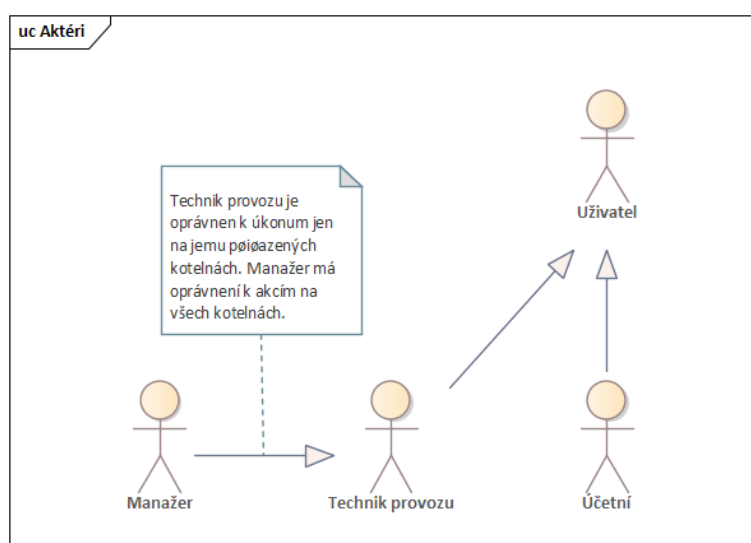 uc Aktéri
Uživatel
Technik provozu je
oprávnen k úkonum jen
na jemu pøiøazených
kotelnách. Manažer má
oprávnení k akcím na
všech kotelnách.
Manažer
Technik provozu
Účetní